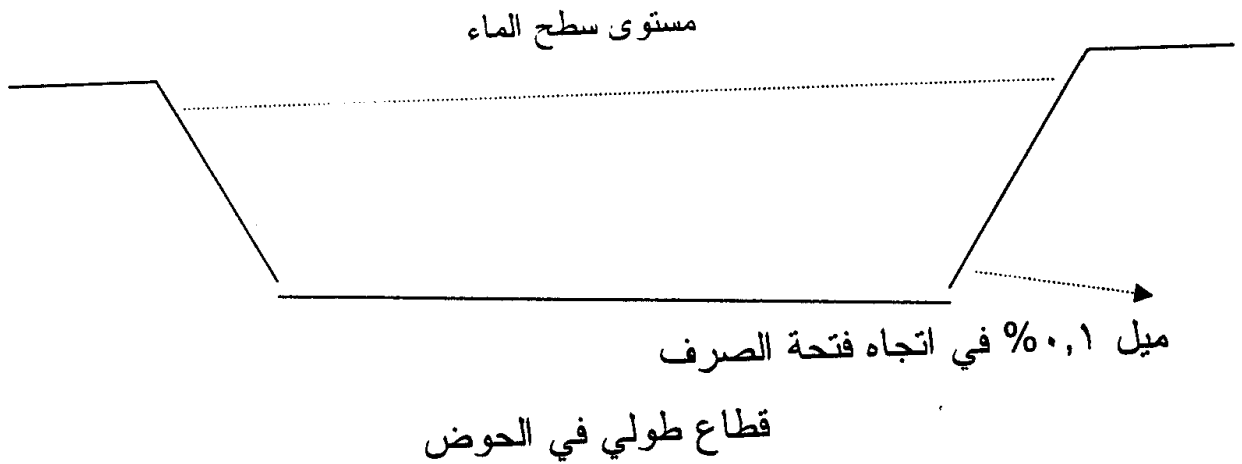 مستوى سطح الماء
ميل ٠,١% في اتجاه فتحة الصرف
قطاع طولي في الحوض